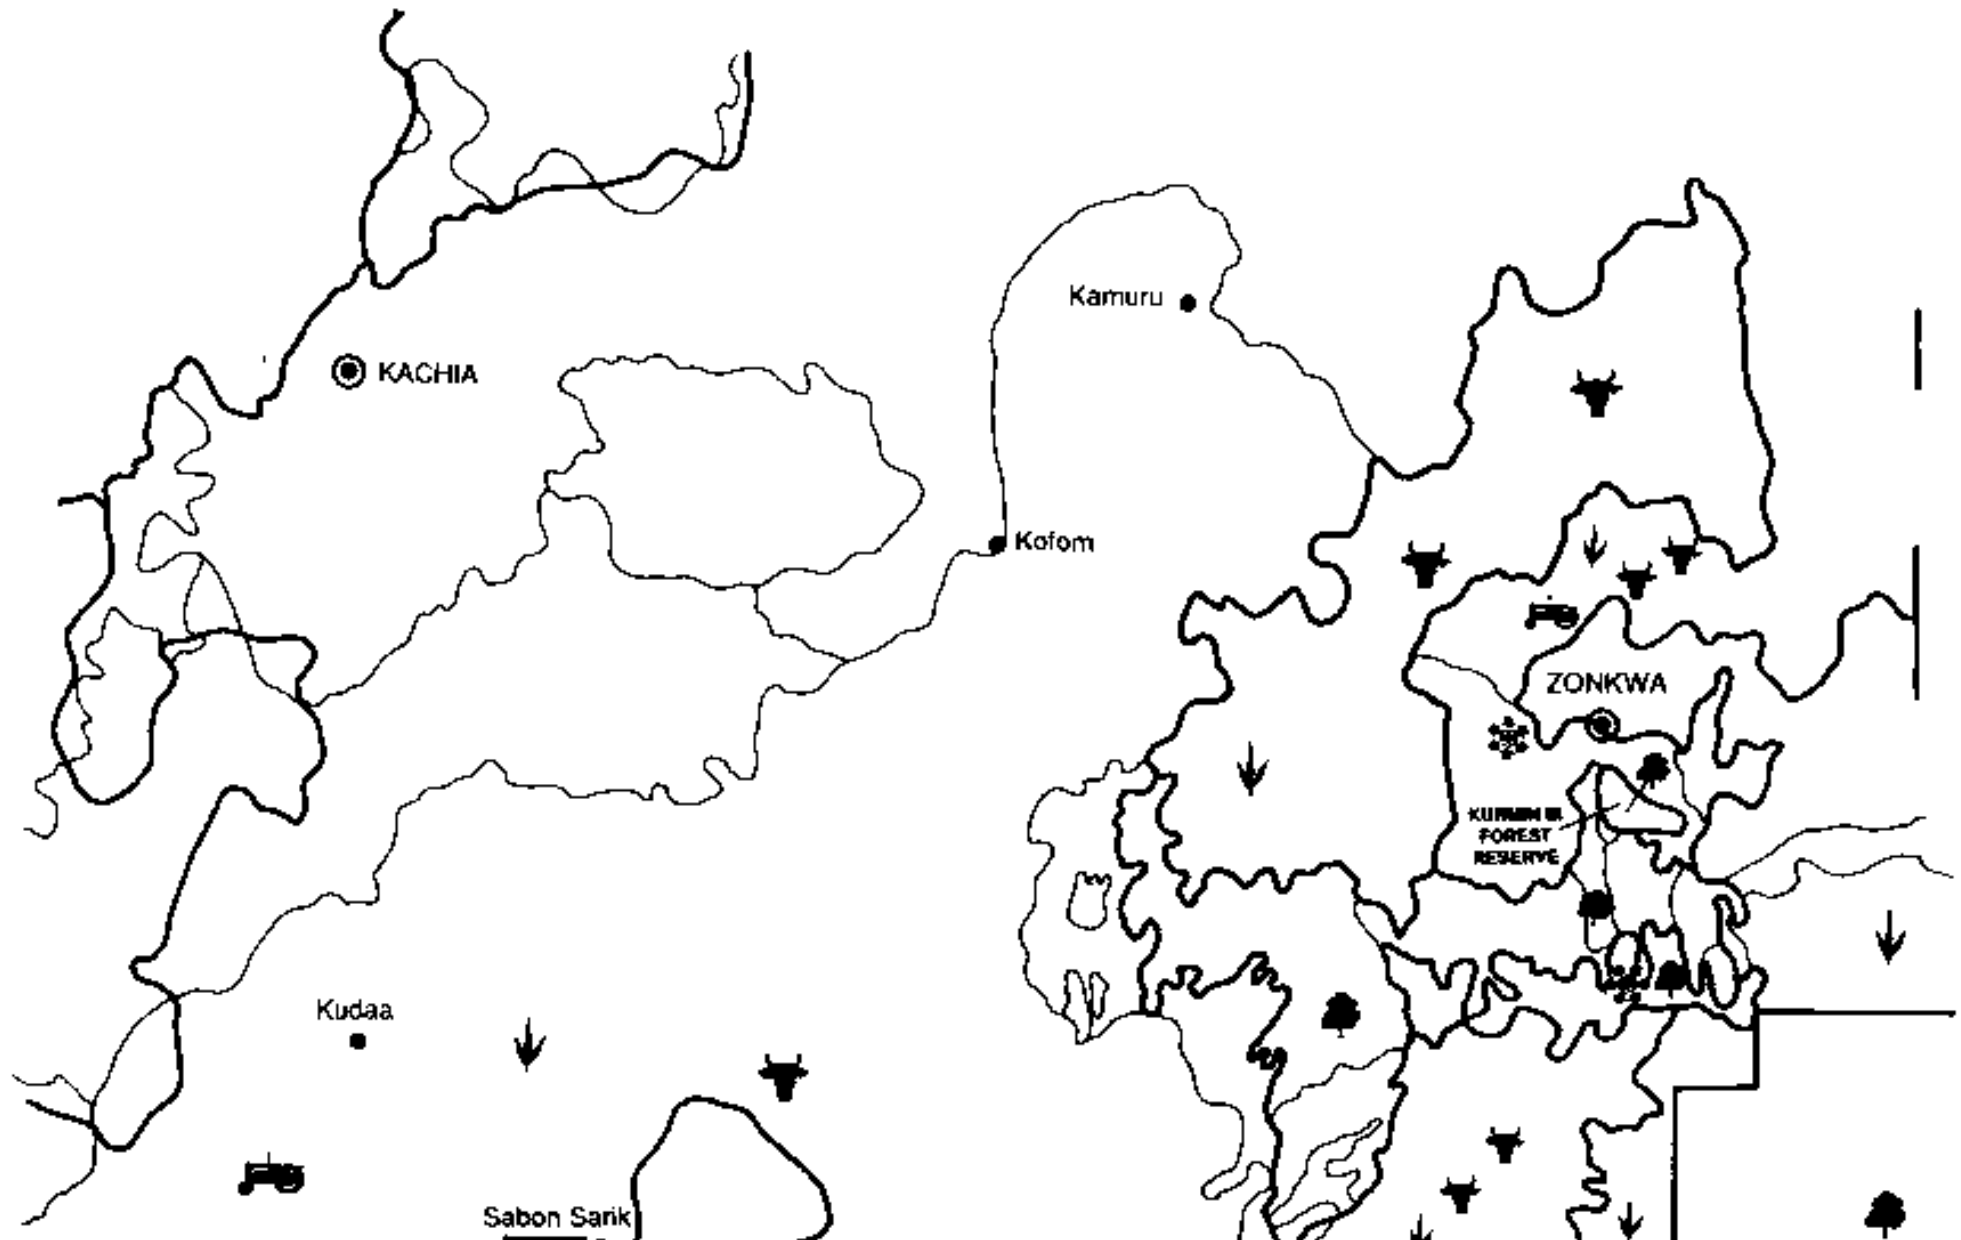 Kamuru
KACHIA
Kofom
ZONKWA
FOREST
RESERVE
Kudaa
Sabon Sarik